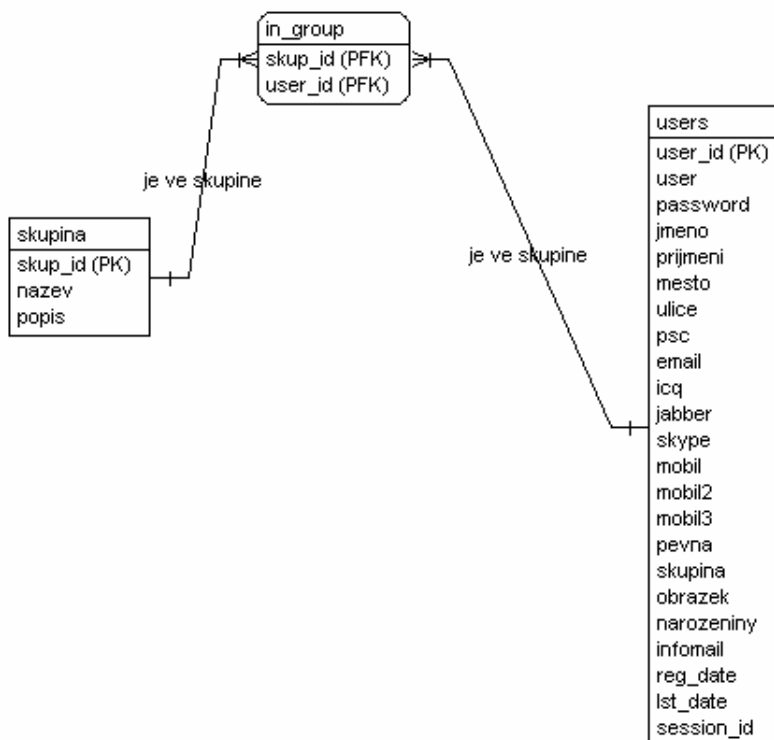 in_group
skup_id (PFK)
user_id (PFK)
je ve skupine
skupina
skup_id (PK)
nazev
popis
je ve skupine
users
user_id (PK)
user
password
jmeno
prijmeni
mesto
ulice
psc
email
icq
jabber
skype
mobil
mobil2
mobil3
pevna
skupina
obrazek
narozeniny
infomail
reg_date
lst_date
session_id